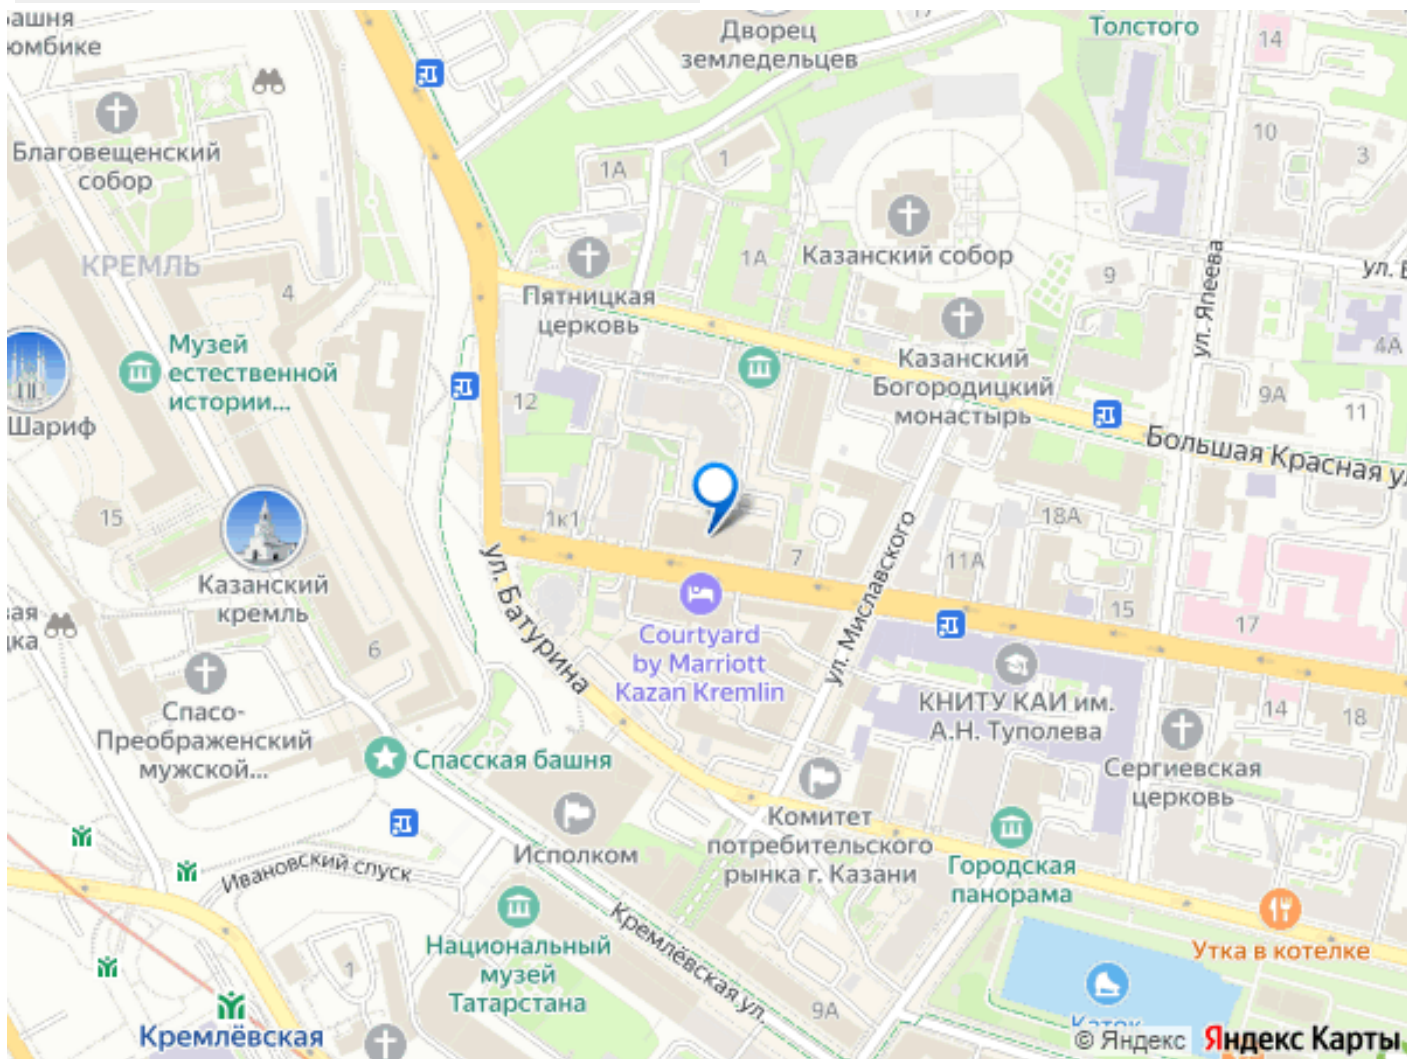 ашня
юмбике
Дворец
земледельцев
17
Толстого
14
10
3
Благовещенский
собор
1А
1
КРЕМЛЬ
4
Пятницкая
церковь
1А
Казанский собор
9
ул. Япеева
4А
Музей
естественной
истории...
Шариф
12
Казанский
Богородицкий
монастырь
9А
11
Большая Красная ул
15
1к1
7
18А
11А
15
17
Казанский
кремль
ул. Батурина
ул. Миславского
Courtyard
by Marriott
Kazan Kremlin
6
КНИТУ КАИ им.
А.Н. Туполева
14
18
Спасо-
Преображенский
мужской...
Спасская башня
Сергиевская
церковь
Исполком
Комитет
потребительского
рынка г. Казани
Городская
панорама
Ивановский спуск
Кремлёвская ул.
Национальный
музей
Татарстана
Утка в котелке
1
9А
Кремлёвская
Каток
© Яндекс Яндекс Карты